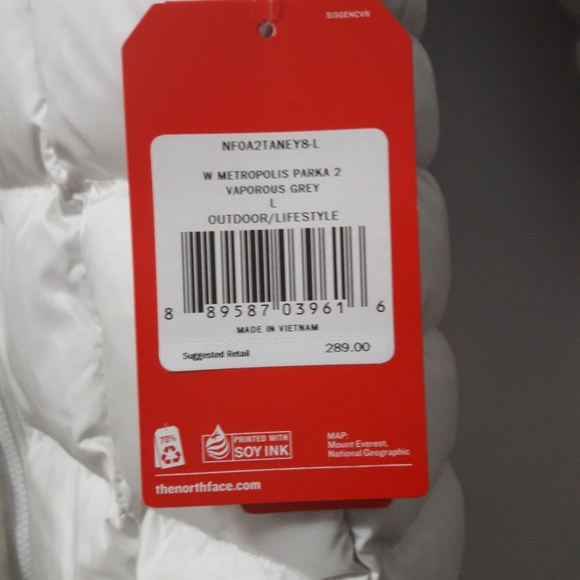 SISGENCVR
NF0A2TANEY8-L
W METROPOLIS PARKA 2
VAPOROUS GREY
L
OUTDOOR/LIFESTYLE
8 89587 03961 6
MADE IN VIETNAM
Suggested Retail 289.00
70%
PRINTED WITH
SOY INK
MAP:
Mount Everest,
National Geographic
thenorthface.com